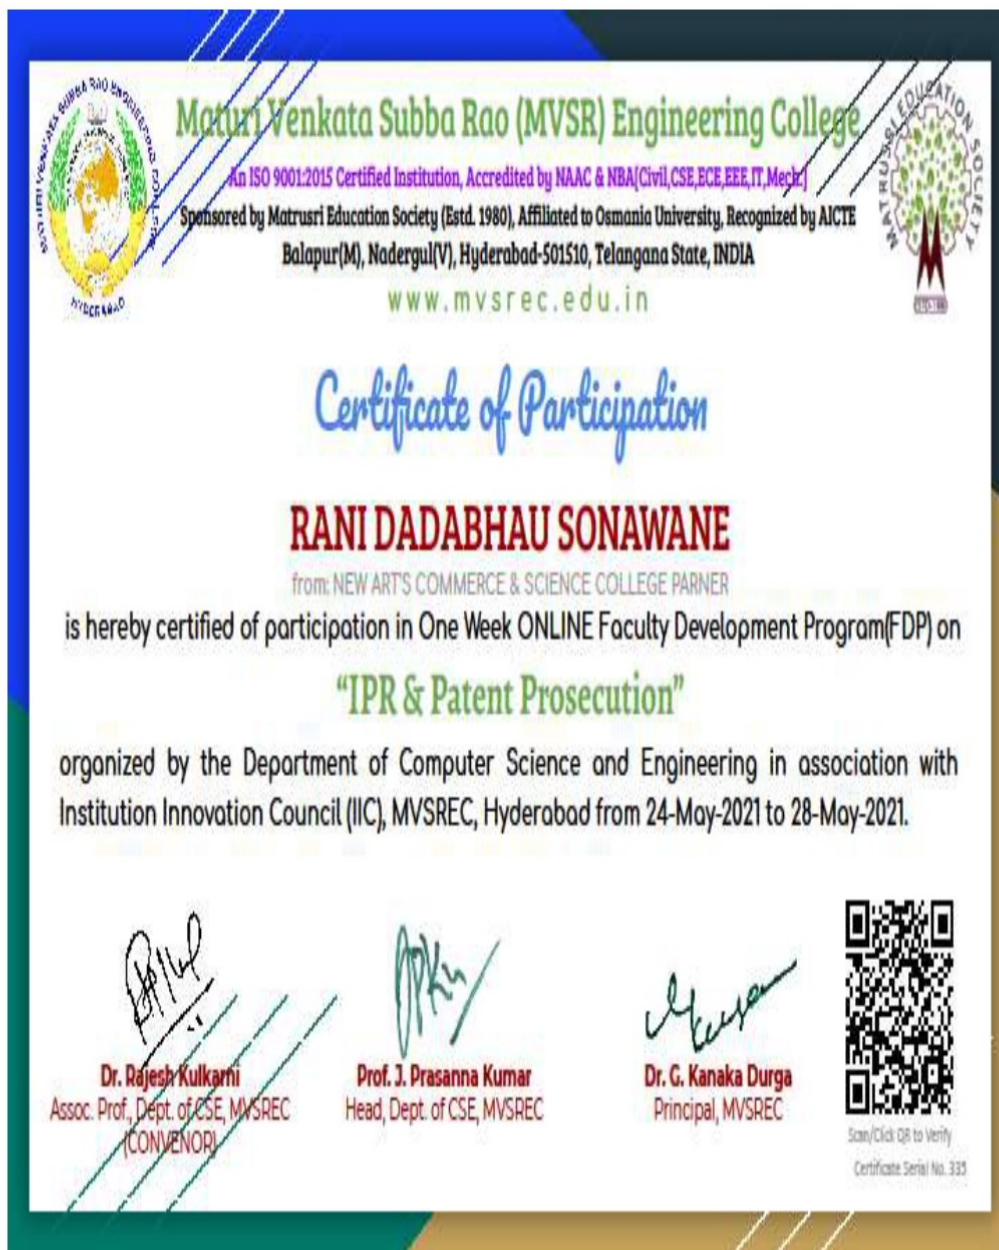 MATURI VENKATA SUBBA RAO ENGINEERING COLLEGE
HYDERABAD
MATRUSRI EDUCATION SOCIETY
Maturi Venkata Subba Rao (MVSR) Engineering College
An ISO 9001:2015 Certified Institution, Accredited by NAAC & NBA[Civil,CSE,ECE,EEE,IT,Mech.]
Sponsored by Matrusri Education Society (Estd. 1980), Affiliated to Osmania University, Recognized by AICTE
Balapur(M), Nadergul(V), Hyderabad-501510, Telangana State, INDIA
www.mvsrec.edu.in
Certificate of Participation
RANI DADABHAU SONAWANE
from: NEW ART'S COMMERCE & SCIENCE COLLEGE PARNER
is hereby certified of participation in One Week ONLINE Faculty Development Program(FDP) on
“IPR & Patent Prosecution”
organized by the Department of Computer Science and Engineering in association with
Institution Innovation Council (IIC), MVSREC, Hyderabad from 24-May-2021 to 28-May-2021.
Dr. Rajesh Kulkarni
Assoc. Prof., Dept. of CSE, MVSREC
(CONVENOR)
Prof. J. Prasanna Kumar
Head, Dept. of CSE, MVSREC
Dr. G. Kanaka Durga
Principal, MVSREC
Scan/Click QR to Verify
Certificate Serial No. 335